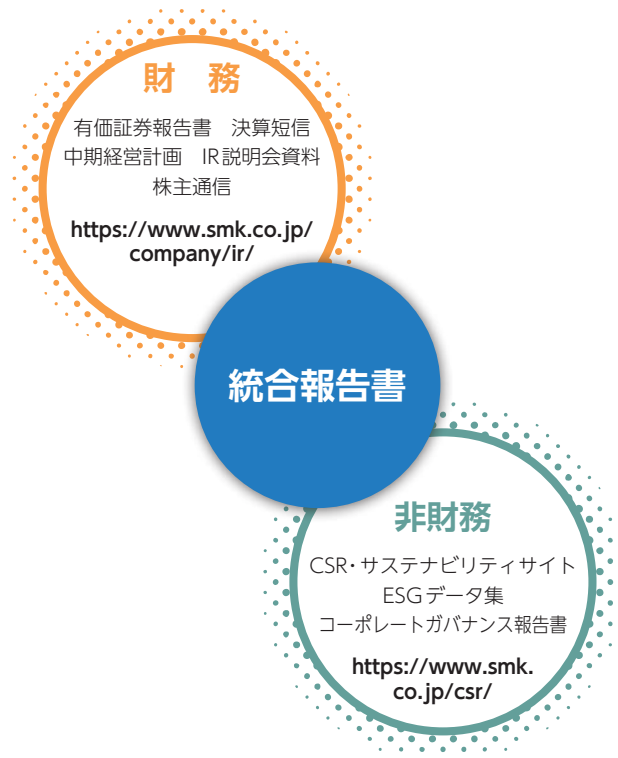 財　務
有価証券報告書　決算短信
中期経営計画　IR説明会資料
株主通信
https://www.smk.co.jp/
company/ir/
統合報告書
非財務
CSR・サステナビリティサイト
ESGデータ集
コーポレートガバナンス報告書
https://www.smk.
co.jp/csr/